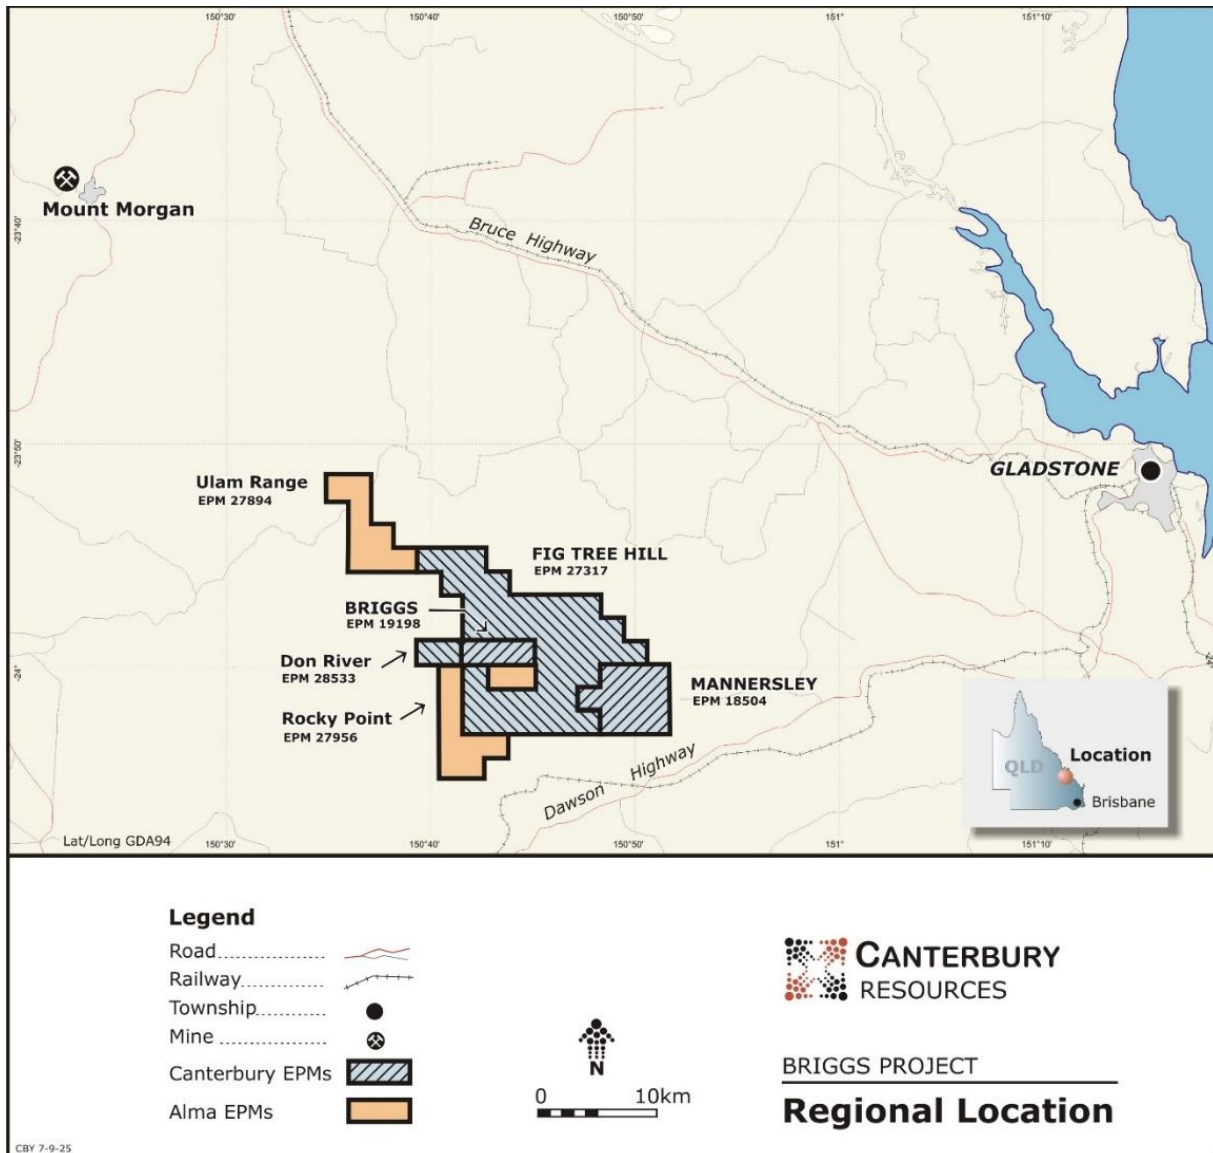 150°30'
150°40'
150°50'
151°
151°10'
Mount Morgan
-23°40'
Bruce Highway
-23°50'
GLADSTONE
Ulam Range
EPM 27894
FIG TREE HILL
EPM 27317
BRIGGS
EPM 19198
Don River
EPM 28533
-24°
-24°
MANNERSLEY
EPM 18504
Rocky Point
EPM 27956
Dawson Highway
QLD
Location
Brisbane
Lat/Long GDA94
150°30'
150°40'
150°50'
151°
151°10'
Legend
Road
Railway
Township
Mine
Canterbury EPMs
Alma EPMs
N
0 10km
CANTERBURY
RESOURCES
BRIGGS PROJECT
Regional Location
CBY 7-9-25